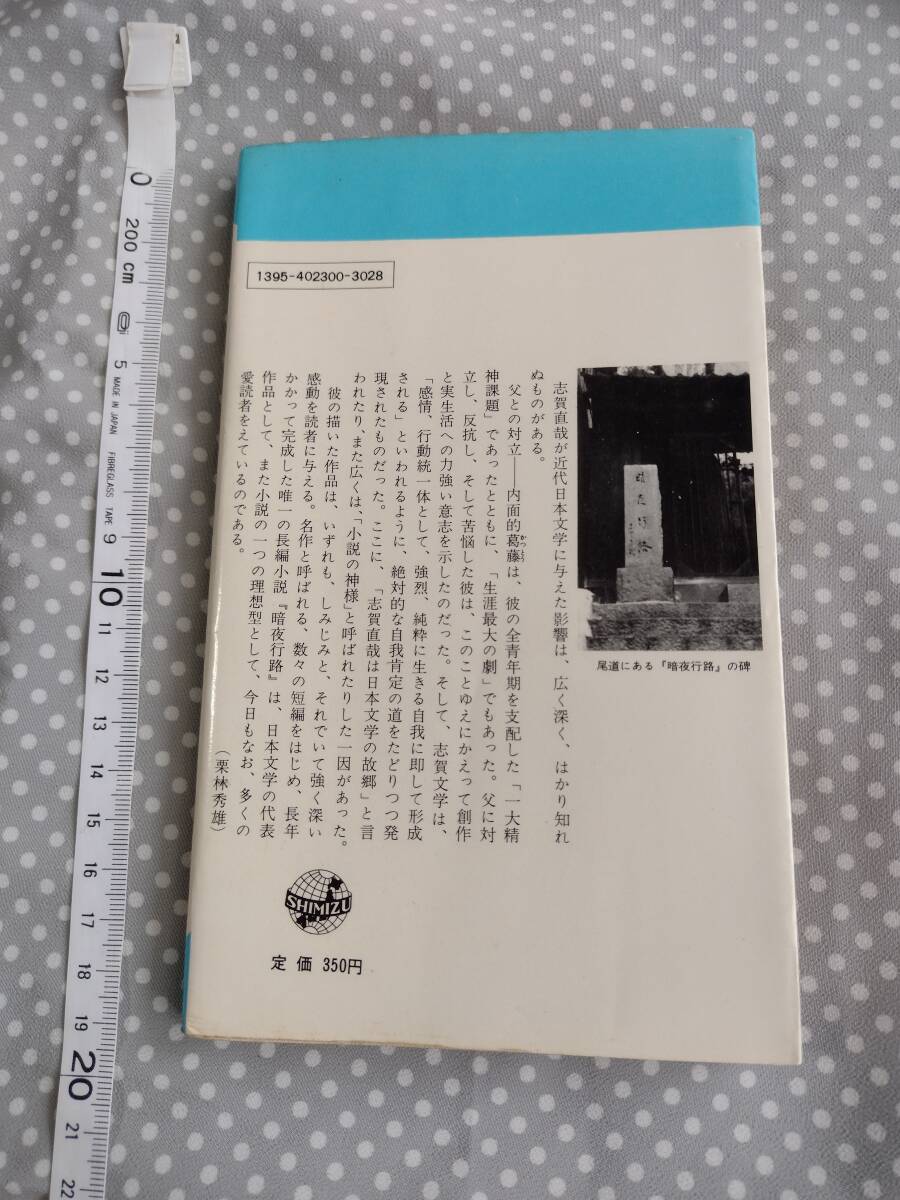 1395-402300-3028
尾道にある『暗夜行路』の碑
志賀直哉が近代日本文学に与えた影響は、広く深く、はかり知れ
ぬものがある。
父との対立――内面的葛藤は、彼の全青年期を支配した「一大精
神課題」であったとともに、「生涯最大の劇」でもあった。父に対
立し、反抗し、そして苦悩した彼は、このことゆえにかえって創作
と実生活への力強い意志を示したのだった。そして、志賀文学は、
「感情、行動統一体として、強烈、純粋に生きる自我に即して形成
される」といわれるように、絶対的な自我肯定の道をたどりつつ発
現されたものだった。ここに、「志賀直哉は日本文学の故郷」と言
われたり、また広くは、「小説の神様」と呼ばれたりした一因があった。
彼の描いた作品は、いずれも、しみじみと、それでいて強く深い
感動を読者に与える。名作と呼ばれる、数々の短編をはじめ、長年
かかって完成した唯一の長編小説『暗夜行路』は、日本文学の代表
作品として、また小説の一つの理想型として、今日もなお、多くの
愛読者をえているのである。
(栗林秀雄)
SHIMIZU
定価 350円
0
200 cm
5
MADE IN JAPAN FIBREGLASS TAPE
9
10
11
12
13
14
15
16
17
18
19
20
21
22